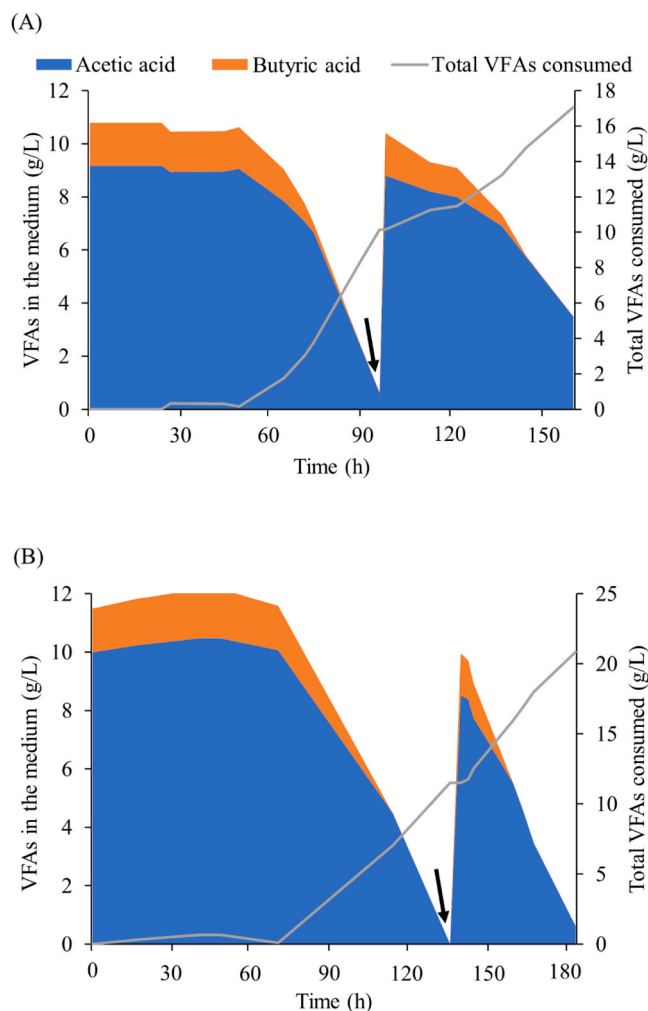 (A)
Acetic acid Butyric acid Total VFAs consumed
12 18
16
10 14
8 12
10
6
8
4 6
4
2
2
0 0
0 30 60 90 120 150
VFAs in the medium (g/L)
Total VFAs consumed (g/L)
Time (h)
(B)
12 25
10 20
8
15
6
10
4
5
2
0 0
0 30 60 90 120 150 180
VFAs in the medium (g/L)
Total VFAs consumed (g/L)
Time (h)